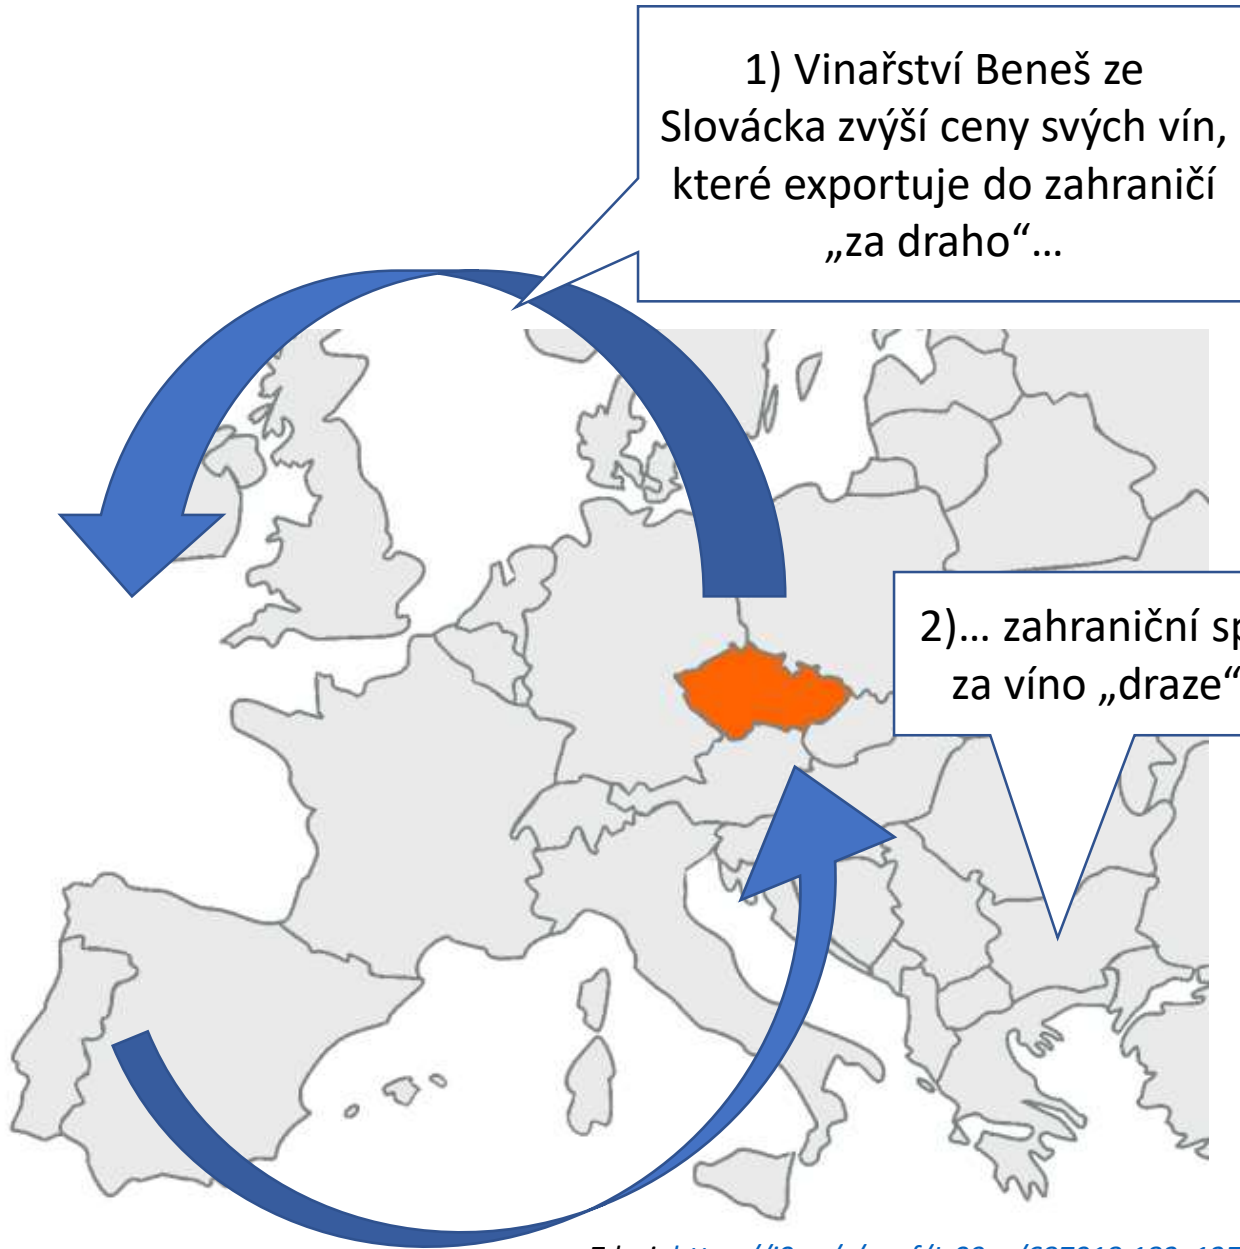 1) Vinařství Beneš ze
Slovácka zvýší ceny svých vín,
které exportuje do zahraničí
„za draho“…
2)… zahraniční
za víno „draze“